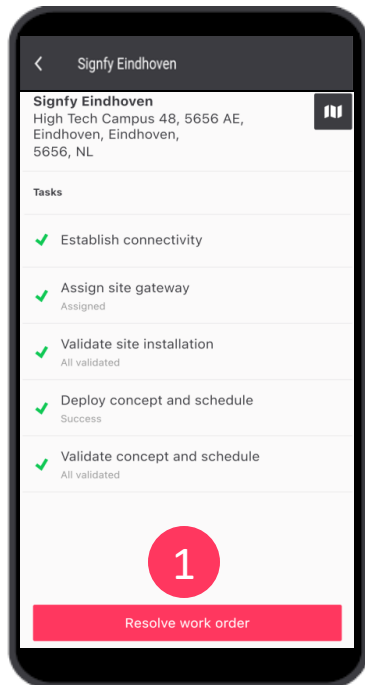 Signfy Eindhoven
Signfy Eindhoven
High Tech Campus 48, 5656 AE,
Eindhoven, Eindhoven,
5656, NL
Tasks
Establish connectivity
Assign site gateway
Assigned
Validate site installation
All validated
Deploy concept and schedule
Success
Validate concept and schedule
All validated
1
Resolve work order